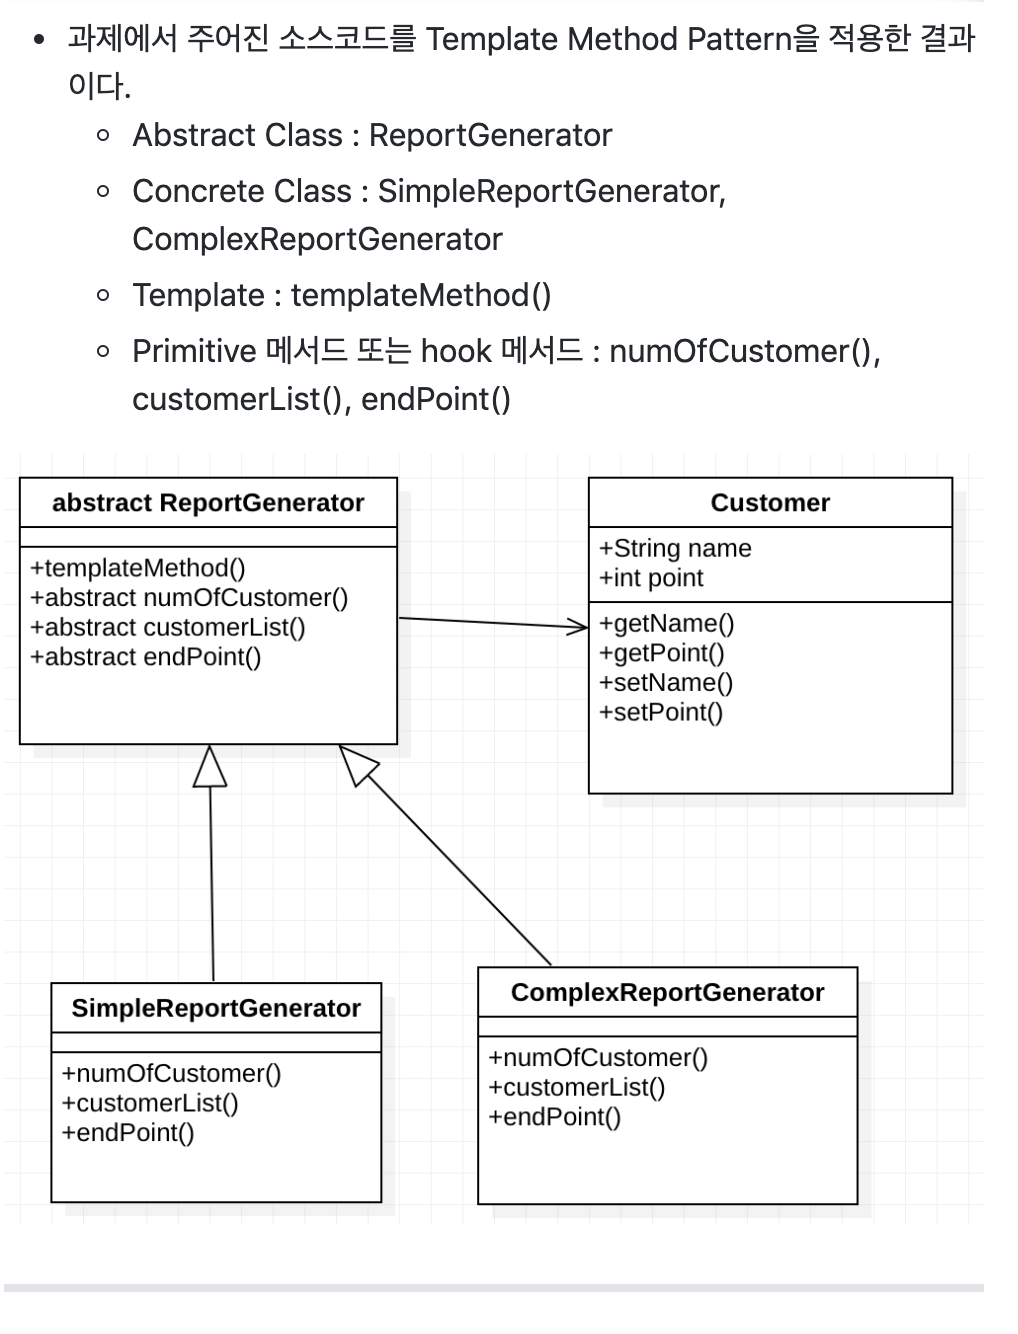 과제에서 주어진 소스코드를 Template Method Pattern을 적용한 결과
이다.
Abstract Class : ReportGenerator
Concrete Class : SimpleReportGenerator,
ComplexReportGenerator
Template : templateMethod()
Primitive 메서드 또는 hook 메서드 : numOfCustomer(),
customerList(), endPoint()
abstract ReportGenerator
+templateMethod()
+abstract numOfCustomer()
+abstract customerList()
+abstract endPoint()
Customer
+String name
+int point
+getName()
+getPoint()
+setName()
+setPoint()
SimpleReportGenerator
+numOfCustomer()
+customerList()
+endPoint()
ComplexReportGenerator
+numOfCustomer()
+customerList()
+endPoint()